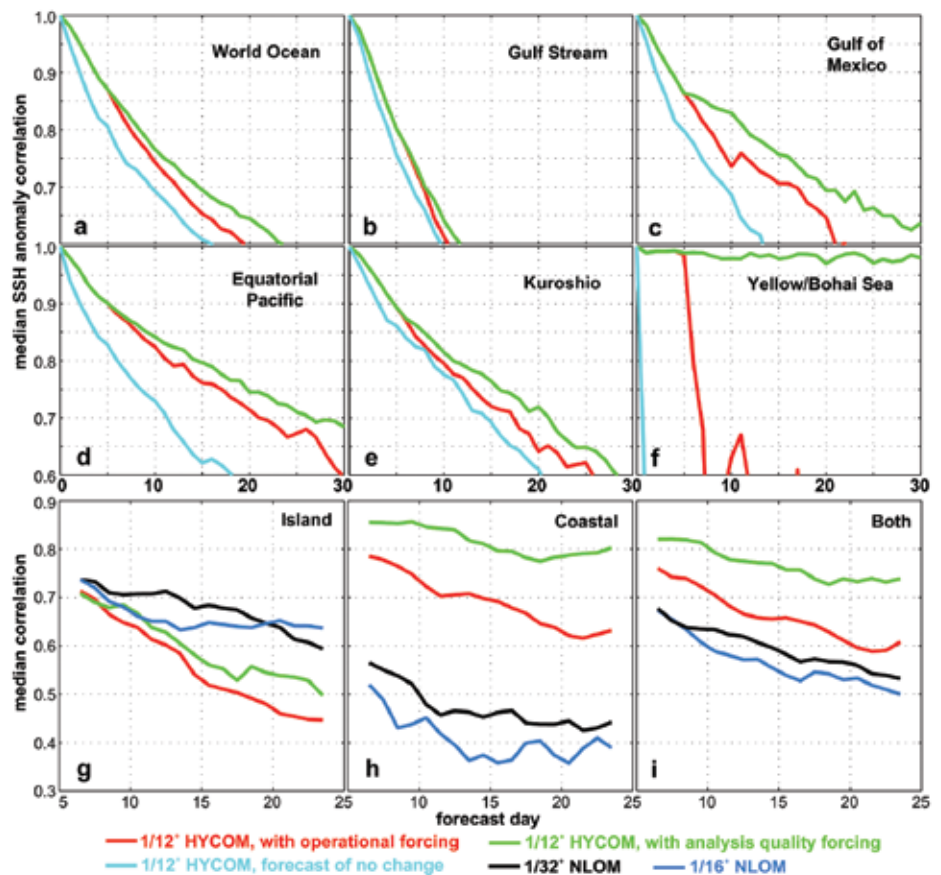 1.0
0.9
0.8
0.7
0.6
median SSH anomaly correlation
World Ocean
a
Gulf Stream
b
Gulf of
Mexico
c
1.0
0.9
0.8
0.7
0.6
Equatorial
Pacific
d
Kuroshio
e
Yellow/Bohai Sea
f
0 10 20 30 0 10 20 30 0 10 20 30
0.9
0.8
0.7
0.6
0.5
0.4
0.3
median correlation
Island
g
Coastal
h
Both
i
5 10 15 20 25 10 15 20 25 10 15 20 25
forecast day
1/12° HYCOM, with operational forcing
1/12° HYCOM, with analysis quality forcing
1/12° HYCOM, forecast of no change
1/32° NLOM
1/16° NLOM